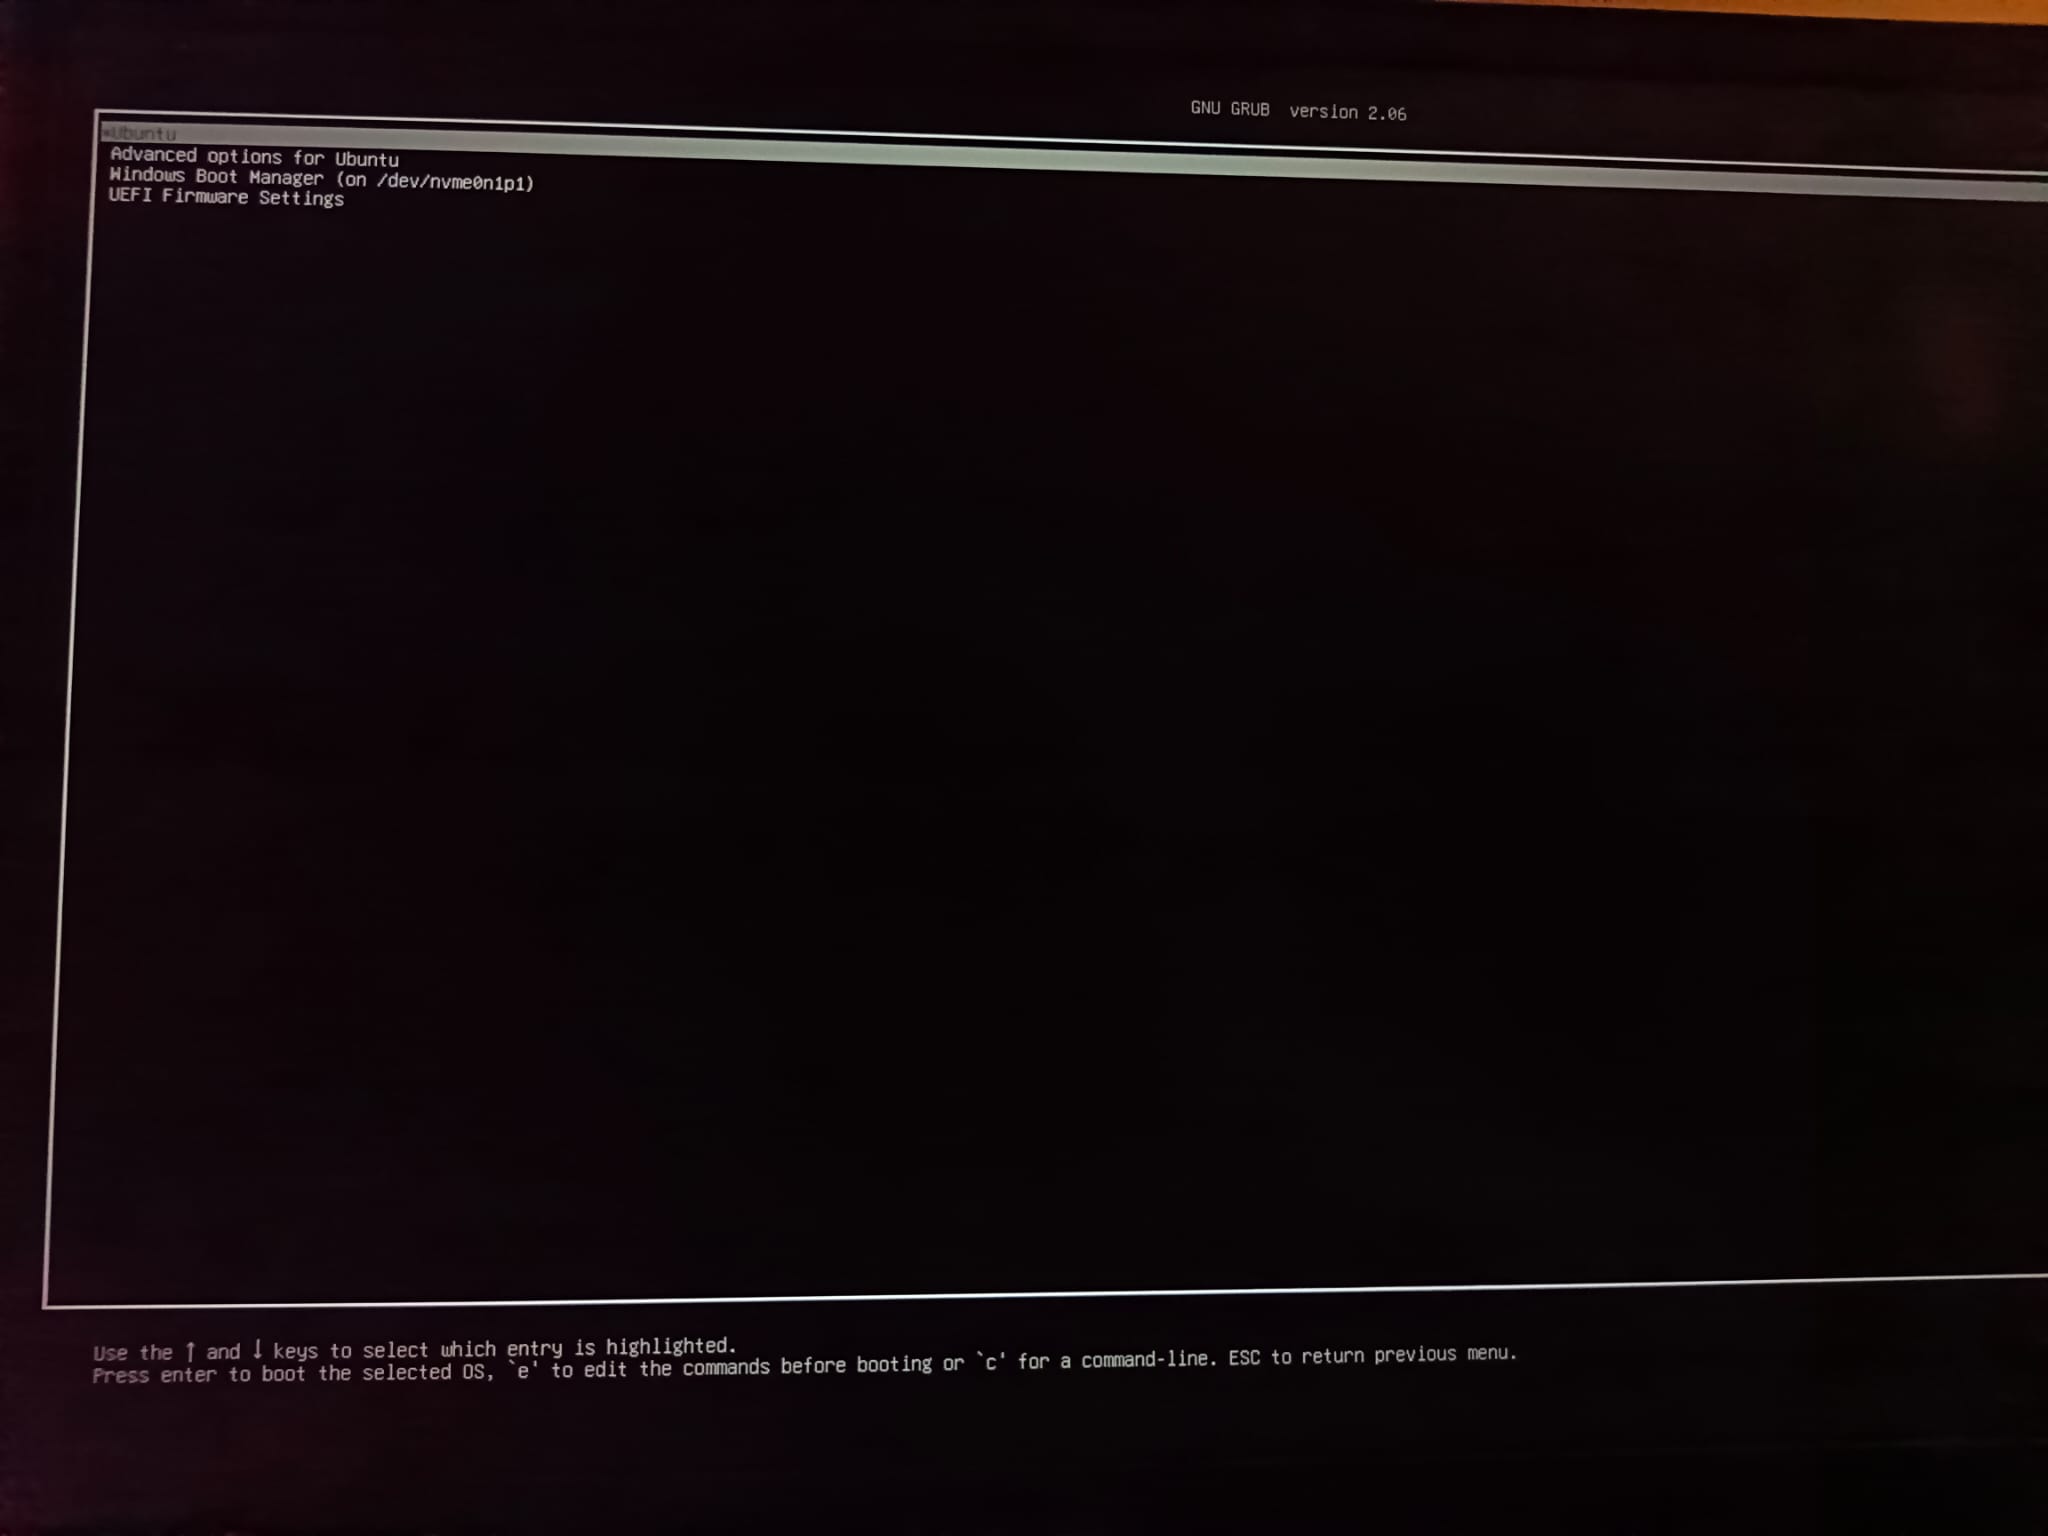 GNU GRUB version 2.06
*Ubuntu
Advanced options for Ubuntu
Windows Boot Manager (on /dev/nvme0n1p1)
UEFI Firmware Settings
Use the ↑ and ↓ keys to select which entry is highlighted.
Press enter to boot the selected OS, `e' to edit the commands before booting or `c' for a command-line. ESC to return previous menu.